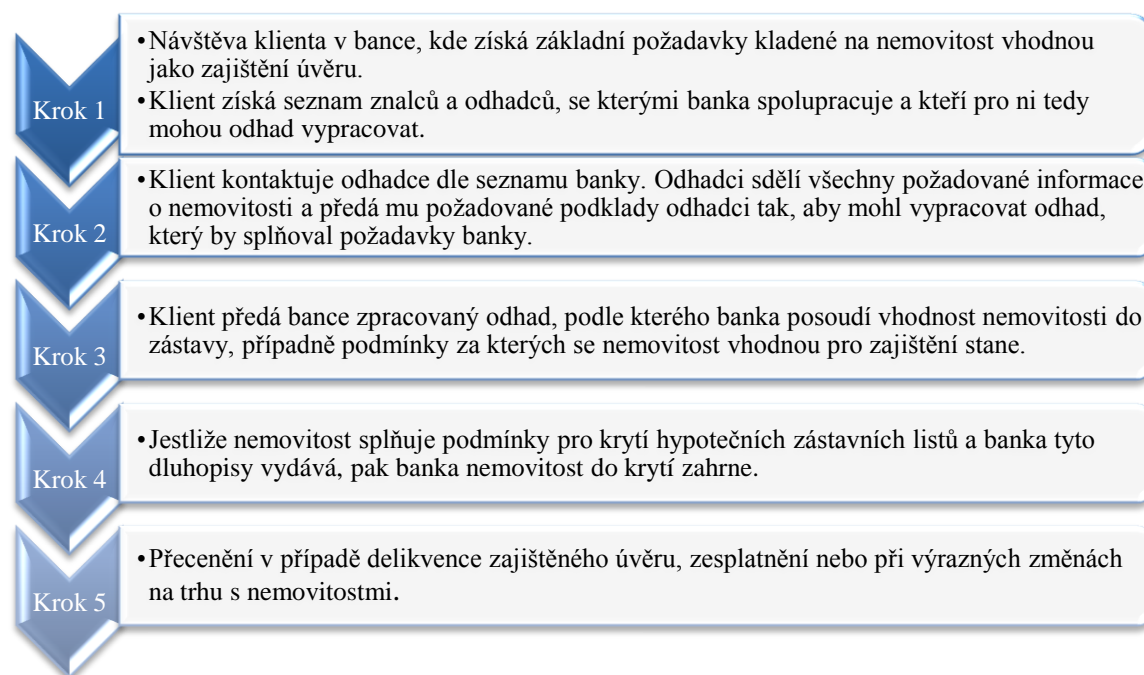 Krok 1
•Návštěva klienta v bance, kde získá základní požadavky kladené na nemovitost vhodnou
jako zajištění úvěru.
•Klient získá seznam znalců a odhadců, se kterými banka spolupracuje a kteří pro ni tedy
mohou odhad vypracovat.
Krok 2
•Klient kontaktuje odhadce dle seznamu banky. Odhadci sdělí všechny požadované informace
o nemovitosti a předá mu požadované podklady odhadci tak, aby mohl vypracovat odhad,
který by splňoval požadavky banky.
Krok 3
•Klient předá bance zpracovaný odhad, podle kterého banka posoudí vhodnost nemovitosti do
zástavy, případně podmínky za kterých se nemovitost vhodnou pro zajištění stane.
Krok 4
•Jestliže nemovitost splňuje podmínky pro krytí hypotečních zástavních listů a banka tyto
dluhopisy vydává, pak banka nemovitost do krytí zahrne.
Krok 5
•Přecenění v případě delikvence zajištěného úvěru, zesplatnění nebo při výrazných změnách
na trhu s nemovitostmi.